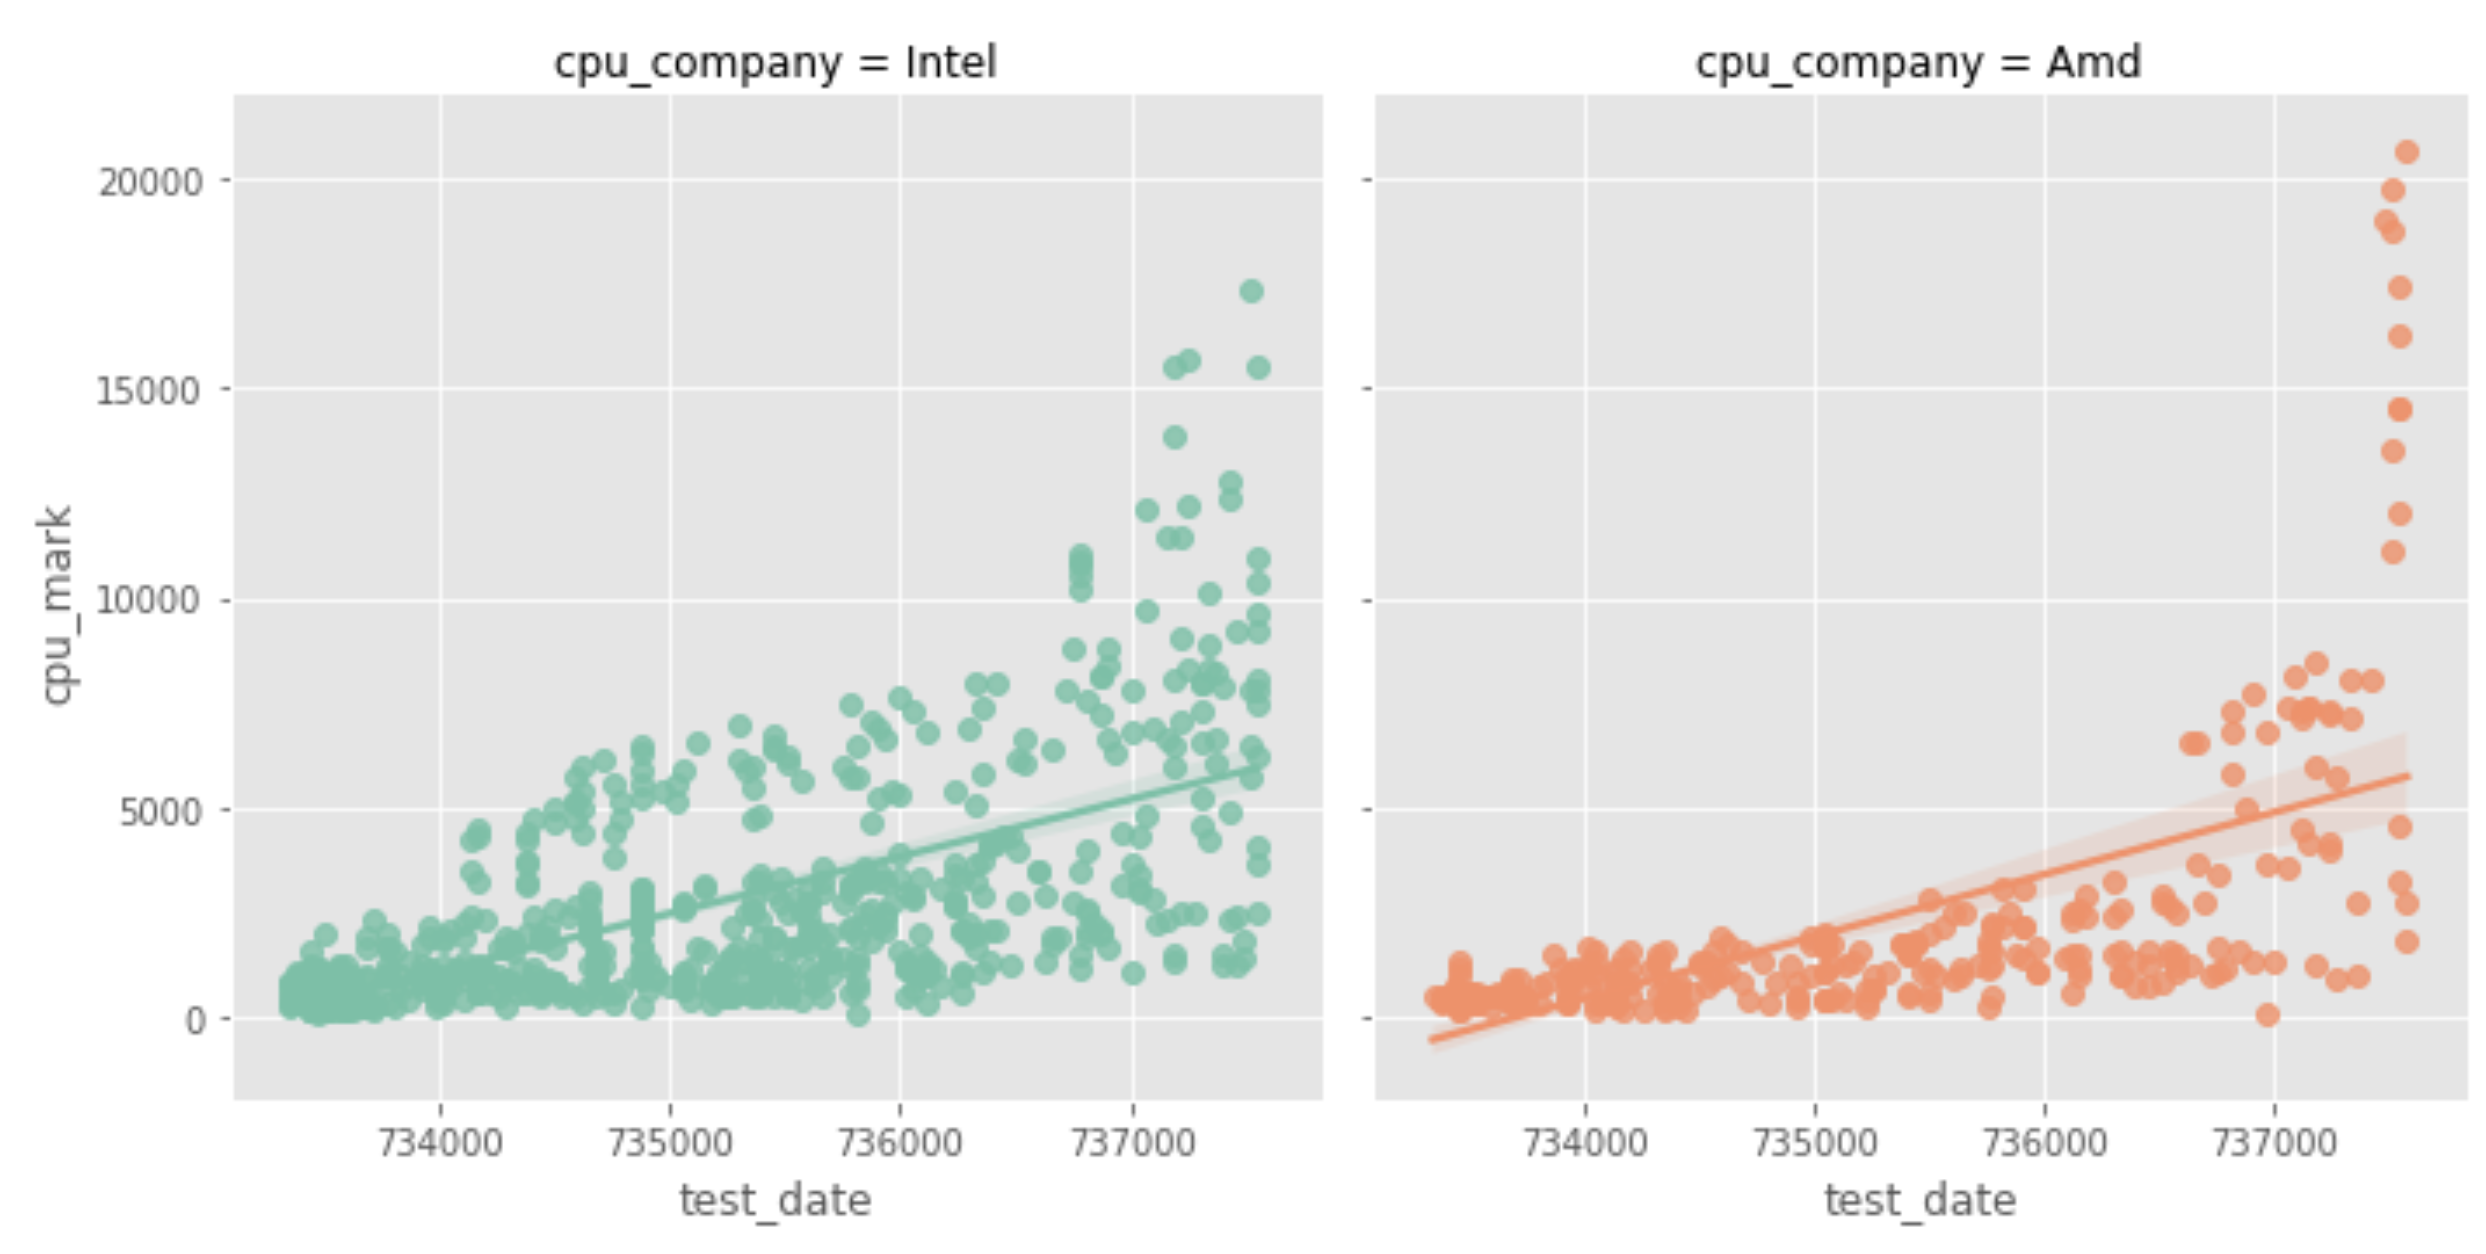 cpu_company = Intel
cpu_company = Amd
20000
15000
10000
5000
0
cpu_mark
734000 735000 736000 737000
734000 735000 736000 737000
test_date
test_date